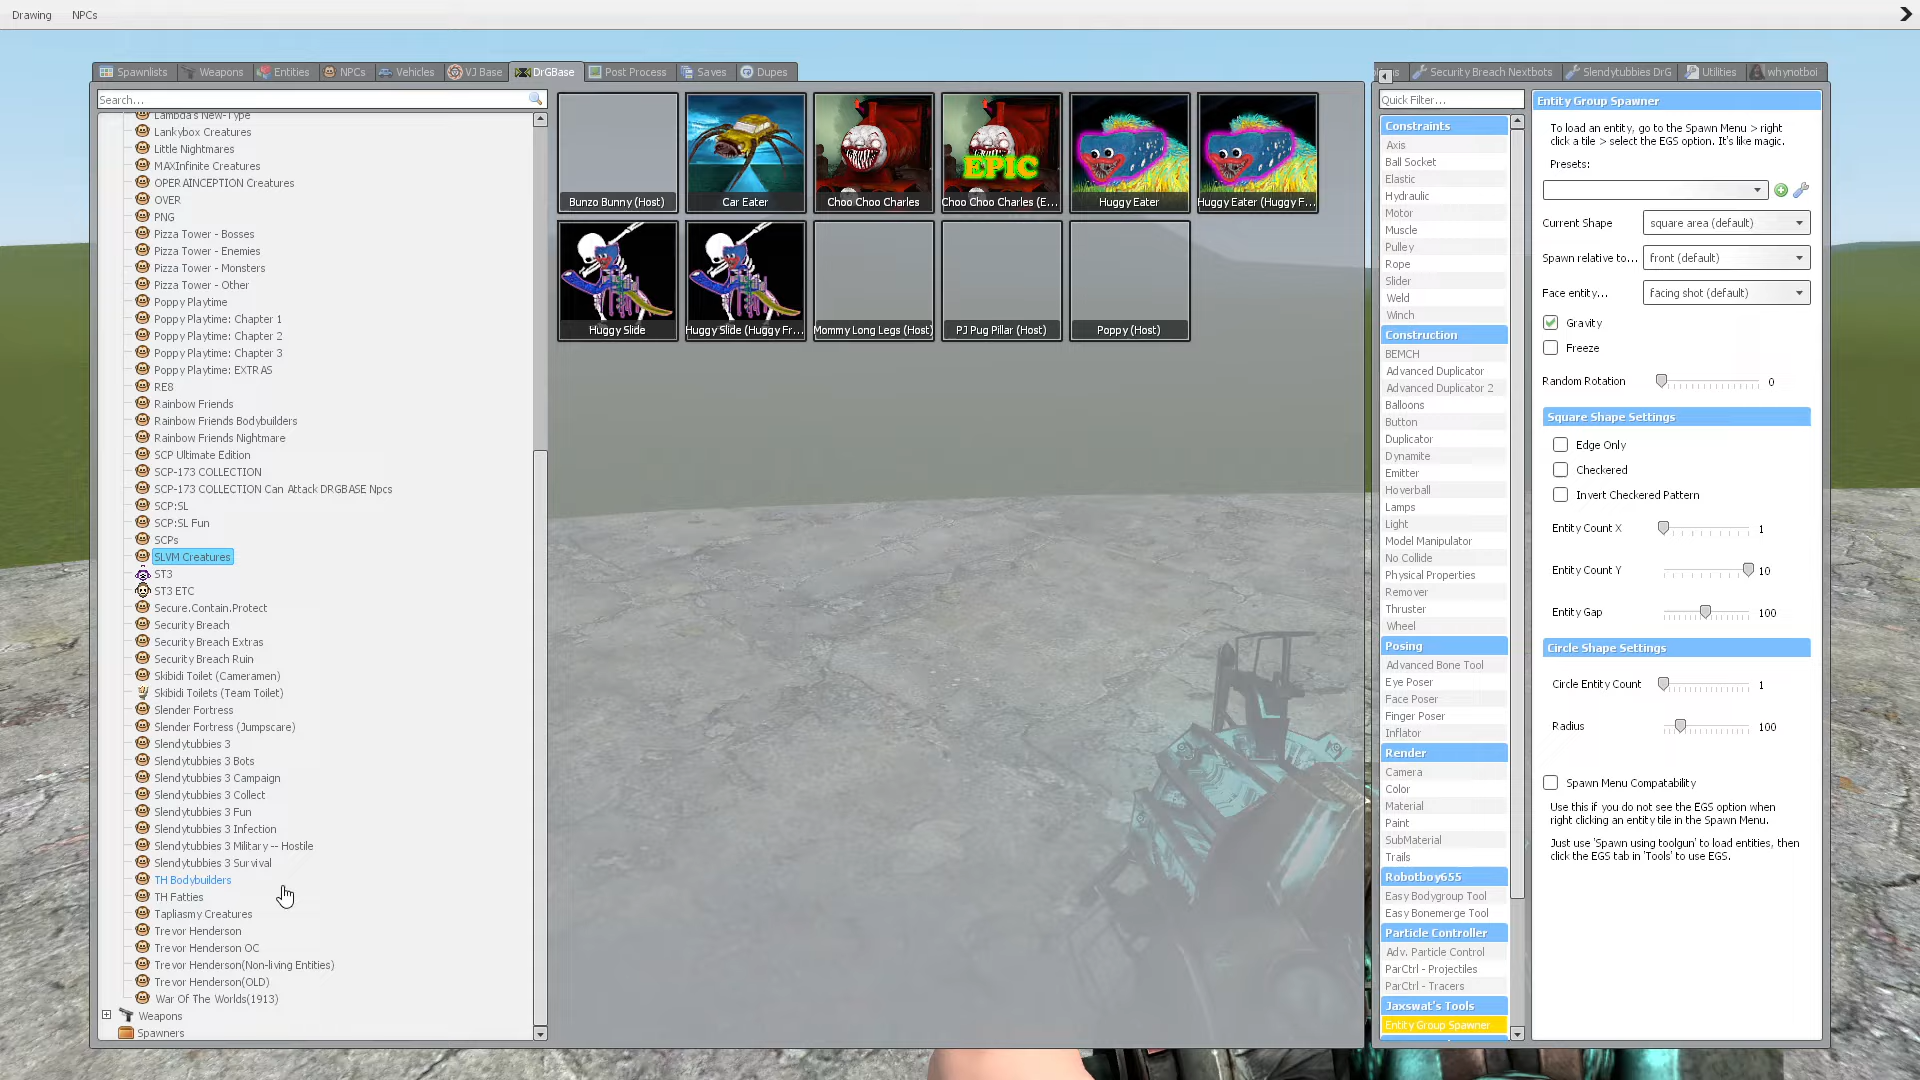 Drawing NPCs
Spawnlists Weapons Entities NPCs Vehicles VJ Base DrGBase Post Process Saves Dupes
Search...
Lambda's New-Type
Lankybox Creatures
Little Nightmares
MAXInfinite Creatures
OPERAINCEPTION Creatures
OVER
PNG
Pizza Tower - Bosses
Pizza Tower - Enemies
Pizza Tower - Monsters
Pizza Tower - Other
Poppy Playtime
Poppy Playtime: Chapter 1
Poppy Playtime: Chapter 2
Poppy Playtime: Chapter 3
Poppy Playtime: EXTRAS
RE8
Rainbow Friends
Rainbow Friends Bodybuilders
Rainbow Friends Nightmare
SCP Ultimate Edition
SCP-173 COLLECTION
SCP-173 COLLECTION Can Attack DRGBASE Npcs
SCP:SL
SCP:SL Fun
SCPs
SLVM Creatures
ST3
ST3 ETC
Secure.Contain.Protect
Security Breach
Security Breach Extras
Security Breach Ruin
Skibidi Toilet (Cameramen)
Skibidi Toilets (Team Toilet)
Slender Fortress
Slender Fortress (Jumpscare)
Slendytubbies 3
Slendytubbies 3 Bots
Slendytubbies 3 Campaign
Slendytubbies 3 Collect
Slendytubbies 3 Fun
Slendytubbies 3 Infection
Slendytubbies 3 Military -- Hostile
Slendytubbies 3 Survival
TH Bodybuilders
TH Fatties
Tapliasmy Creatures
Trevor Henderson
Trevor Henderson OC
Trevor Henderson(Non-living Entities)
Trevor Henderson(OLD)
War Of The Worlds(1913)
Weapons
Spawners
EPIC
Bunzo Bunny (Host) Car Eater Choo Choo Charles Choo Choo Charles (E... Huggy Eater Huggy Eater (Huggy F...
Huggy Slide Huggy Slide (Huggy Fr... Mommy Long Legs (Host) PJ Pug Pillar (Host) Poppy (Host)
Security Breach Nextbots Slendytubbies DrG Utilities whynotboi
Quick Filter...
Constraints
Axis
Ball Socket
Elastic
Hydraulic
Motor
Muscle
Pulley
Rope
Slider
Weld
Winch
Construction
BEMCH
Advanced Duplicator
Advanced Duplicator 2
Balloons
Button
Duplicator
Dynamite
Emitter
Hoverball
Lamps
Light
Model Manipulator
No Collide
Physical Properties
Remover
Thruster
Wheel
Posing
Advanced Bone Tool
Eye Poser
Face Poser
Finger Poser
Inflator
Render
Camera
Color
Material
Paint
SubMaterial
Trails
Robotboy655
Easy Bodygroup Tool
Easy Bonemerge Tool
Particle Controller
Adv. Particle Control
ParCtrl - Projectiles
ParCtrl - Tracers
Jaxswat's Tools
Entity Group Spawner
Entity Group Spawner
To load an entity, go to the Spawn Menu > right
click a tile > select the EGS option. It's like magic.
Presets:
Current Shape square area (default)
Spawn relative to... front (default)
Face entity... facing shot (default)
Gravity
Freeze
Random Rotation 0
Square Shape Settings
Edge Only
Checkered
Invert Checkered Pattern
Entity Count X 1
Entity Count Y 10
Entity Gap 100
Circle Shape Settings
Circle Entity Count 1
Radius 100
Spawn Menu Compatability
Use this if you do not see the EGS option when
right clicking an entity tile in the Spawn Menu.
Just use 'Spawn using toolgun' to load entities, then
click the EGS tab in 'Tools' to use EGS.